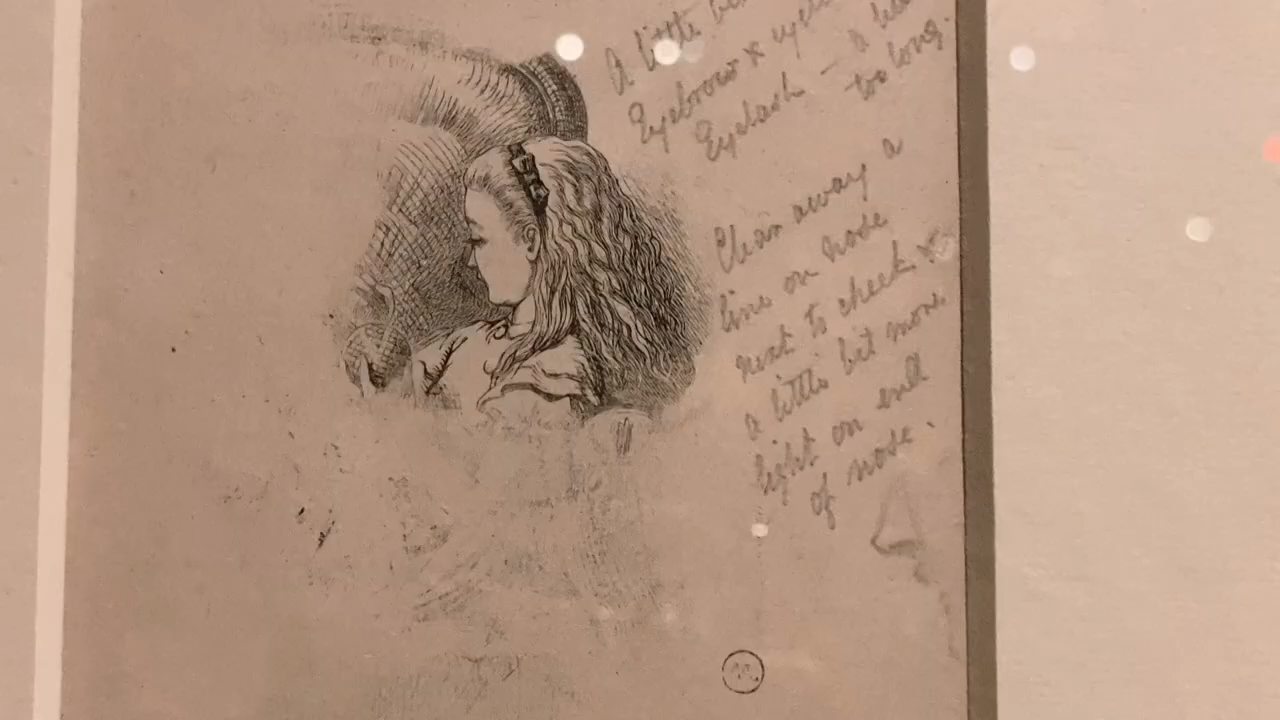 A little
Eyebrow &
Eyelash – a
too long.
Clear away a
line on nose
next to cheek &
a little bit more
light on end
of nose.